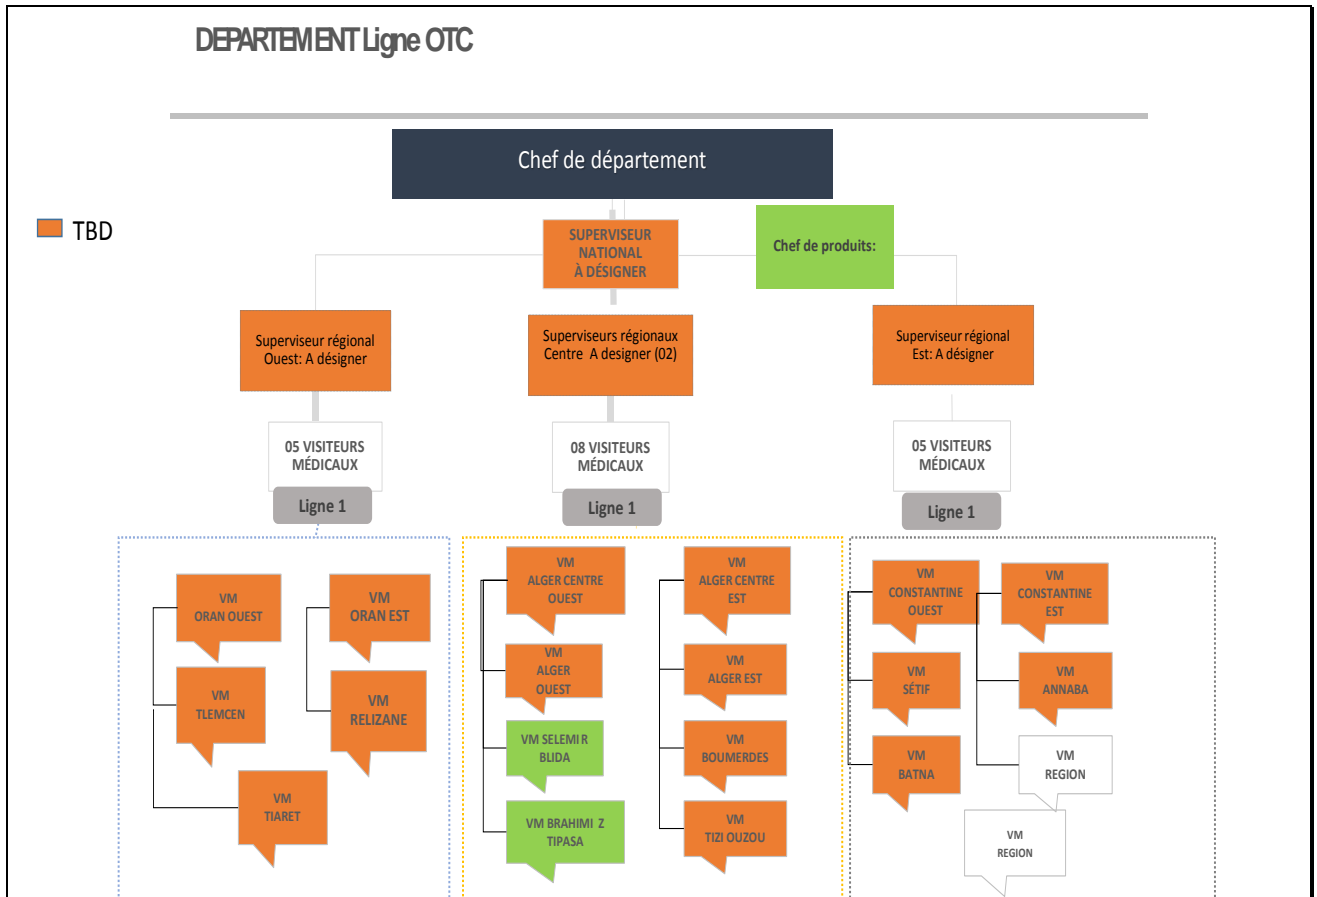 DEPARTEMENT Ligne OTC
Chef de département
TBD
SUPERVISEUR
NATIONAL
À DÉSIGNER
Chef de produits:
Superviseur régional
Ouest: A désigner
Superviseurs régionaux
Centre A designer (02)
Superviseur régional
Est: A désigner
05 VISITEURS
MÉDICAUX
Ligne 1
08 VISITEURS
MÉDICAUX
Ligne 1
05 VISITEURS
MÉDICAUX
Ligne 1
VM
ORAN OUEST
VM
ORAN EST
VM
TLEMCEN
VM
RELIZANE
VM
TIARET
VM
ALGER CENTRE
OUEST
VM
ALGER CENTRE
EST
VM
ALGER
OUEST
VM
ALGER EST
VM SELEMI R
BLIDA
VM
BOUMERDES
VM BRAHIMI Z
TIPASA
VM
TIZI OUZOU
VM
CONSTANTINE
OUEST
VM
CONSTANTINE
EST
VM
SÉTIF
VM
ANNABA
VM
BATNA
VM
REGION
VM
REGION